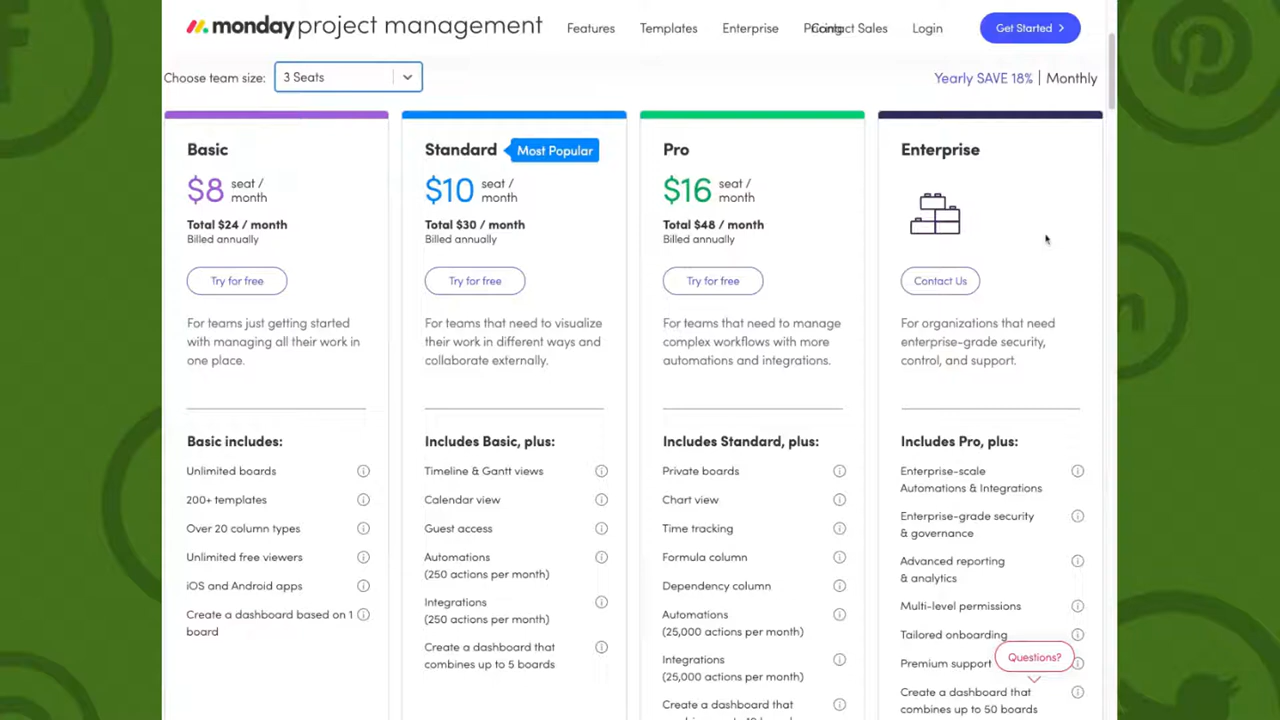 monday project management
Features
Templates
Enterprise
Pricing
Contact Sales
Login
Get Started
Choose team size:
3 Seats
Yearly SAVE 18% | Monthly
Basic
$8 seat /
month
Total $24 / month
Billed annually
Try for free
For teams just getting started
with managing all their work in
one place.
Basic includes:
Unlimited boards
200+ templates
Over 20 column types
Unlimited free viewers
iOS and Android apps
Create a dashboard based on 1
board
Standard
Most Popular
$10 seat /
month
Total $30 / month
Billed annually
Try for free
For teams that need to visualize
their work in different ways and
collaborate externally.
Includes Basic, plus:
Timeline & Gantt views
Calendar view
Guest access
Automations
(250 actions per month)
Integrations
(250 actions per month)
Create a dashboard that
combines up to 5 boards
Pro
$16 seat /
month
Total $48 / month
Billed annually
Try for free
For teams that need to manage
complex workflows with more
automations and integrations.
Includes Standard, plus:
Private boards
Chart view
Time tracking
Formula column
Dependency column
Automations
(25,000 actions per month)
Integrations
(25,000 actions per month)
Create a dashboard that
Enterprise
Contact Us
For organizations that need
enterprise-grade security,
control, and support.
Includes Pro, plus:
Enterprise-scale
Automations & Integrations
Enterprise-grade security
& governance
Advanced reporting
& analytics
Multi-level permissions
Tailored onboarding
Premium support
Create a dashboard that
combines up to 50 boards
Questions?